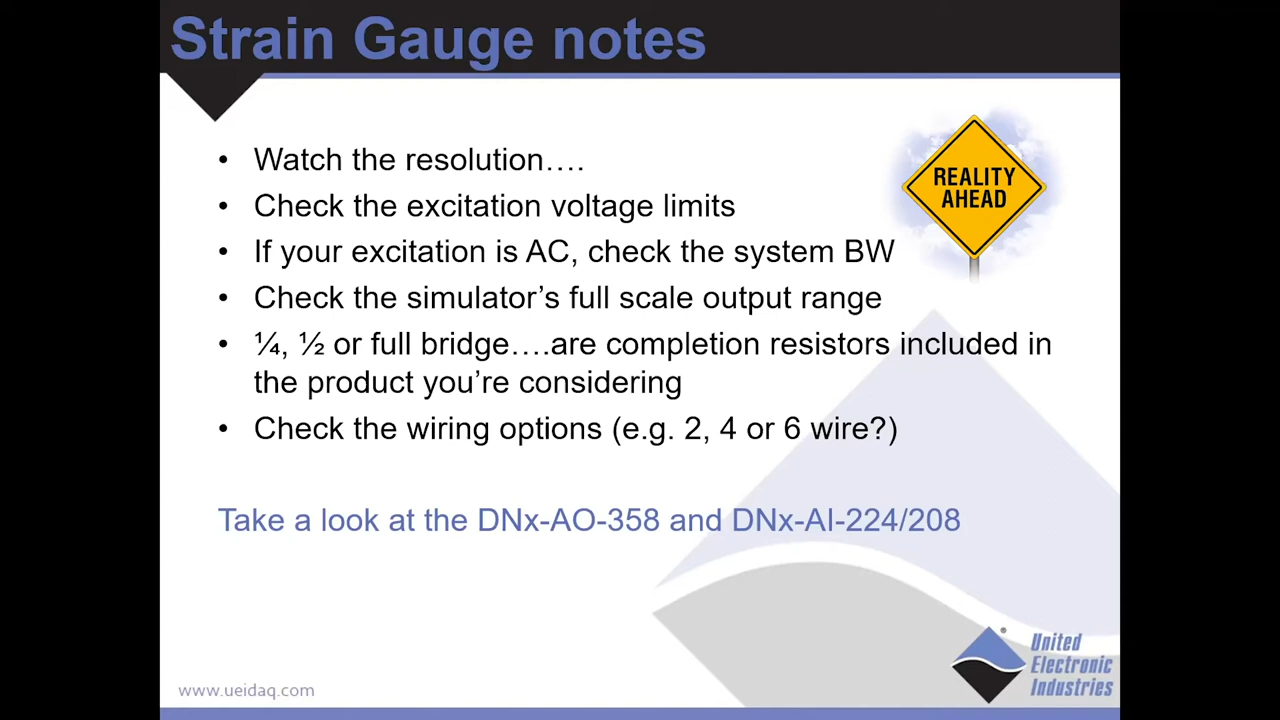 Strain Gauge notes
• Watch the resolution….
• Check the excitation voltage limits
• If your excitation is AC, check the system BW
• Check the simulator’s full scale output range
• ¼, ½ or full bridge….are completion resistors included in
the product you’re considering
• Check the wiring options (e.g. 2, 4 or 6 wire?)
REALITY
AHEAD
Take a look at the DNx-AO-358 and DNx-AI-224/208
www.ueidaq.com
United
Electronic
Industries
®